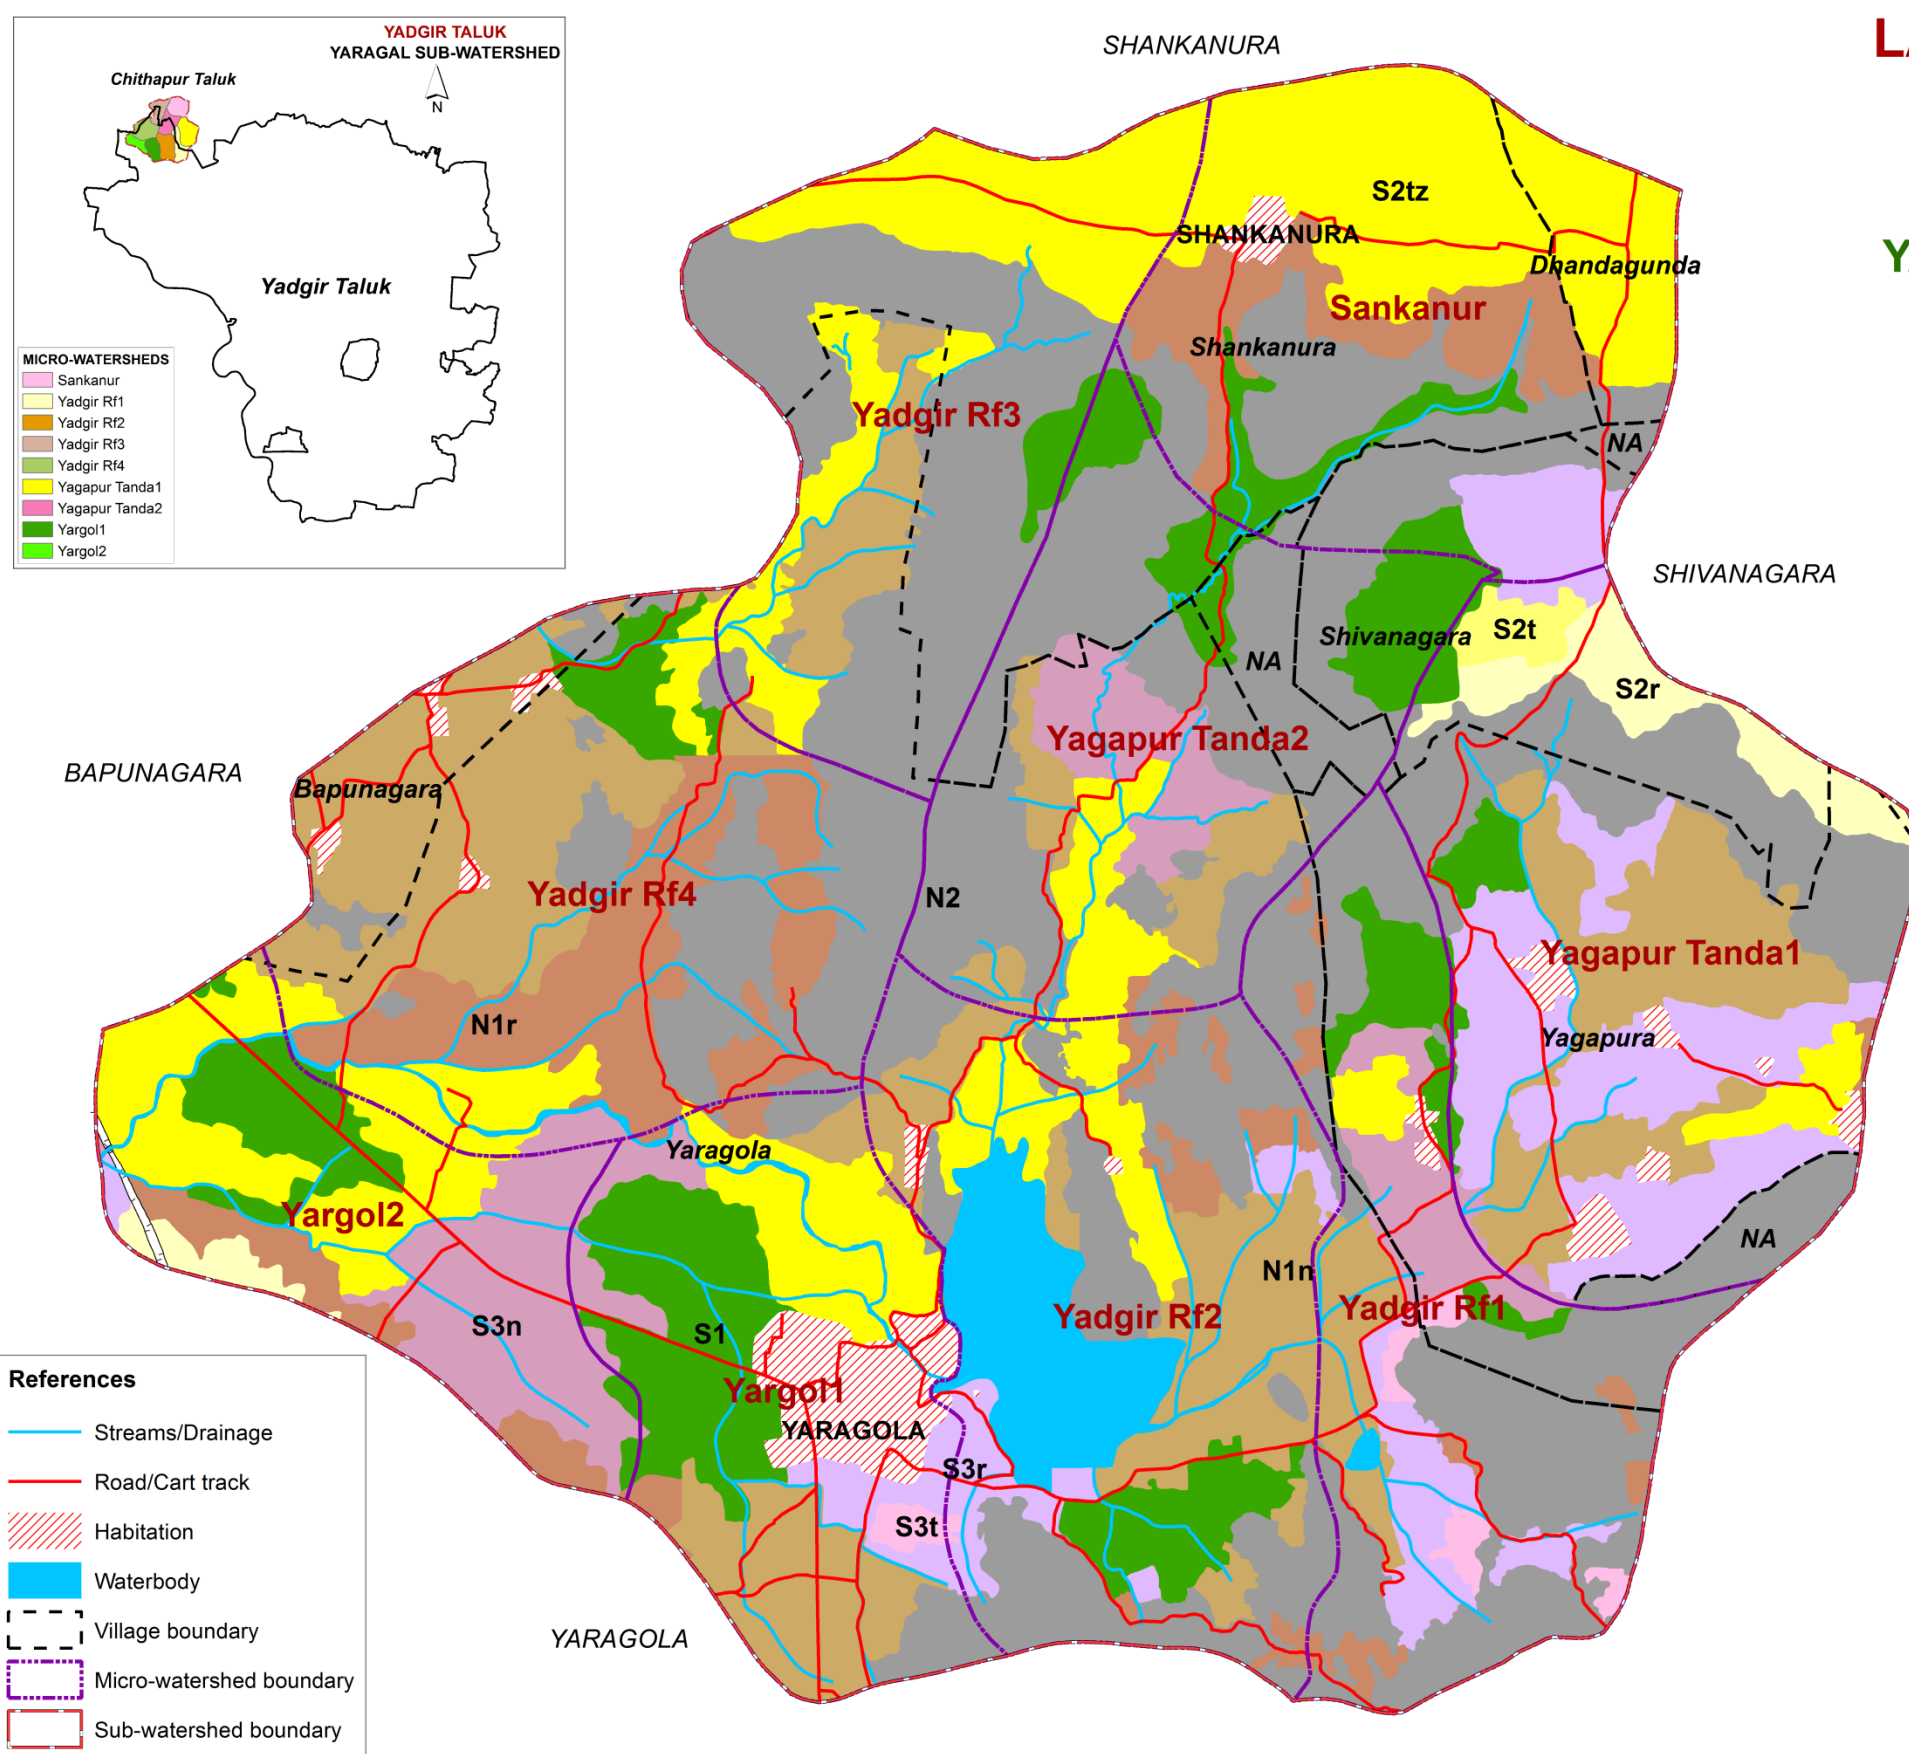 YADGIR TALUK
YARAGAL SUB-WATERSHED
Chithapur Taluk
N
Yadgir Taluk
MICRO-WATERSHEDS
Sankanur
Yadgir Rf1
Yadgir Rf2
Yadgir Rf3
Yadgir Rf4
Yagapur Tanda1
Yagapur Tanda2
Yargol1
Yargol2
SHANKANURA
S2tz
SHANKANURA
Dhandagunda
Sankanur
Shankanura
Yadgir Rf3
NA
SHIVANAGARA
S2t
Shivanagara
NA
S2r
Yagapur Tanda2
BAPUNAGARA
Bapunagara
Yadgir Rf4
N2
Yagapur Tanda1
N1r
Yagapura
Yaragola
Yargol2
NA
N1n
Yadgir Rf1
Yadgir Rf2
S3n
S1
Yargol1
YARAGOLA
S3r
S3t
YARAGOLA
References
Streams/Drainage
Road/Cart track
Habitation
Waterbody
Village boundary
Micro-watershed boundary
Sub-watershed boundary